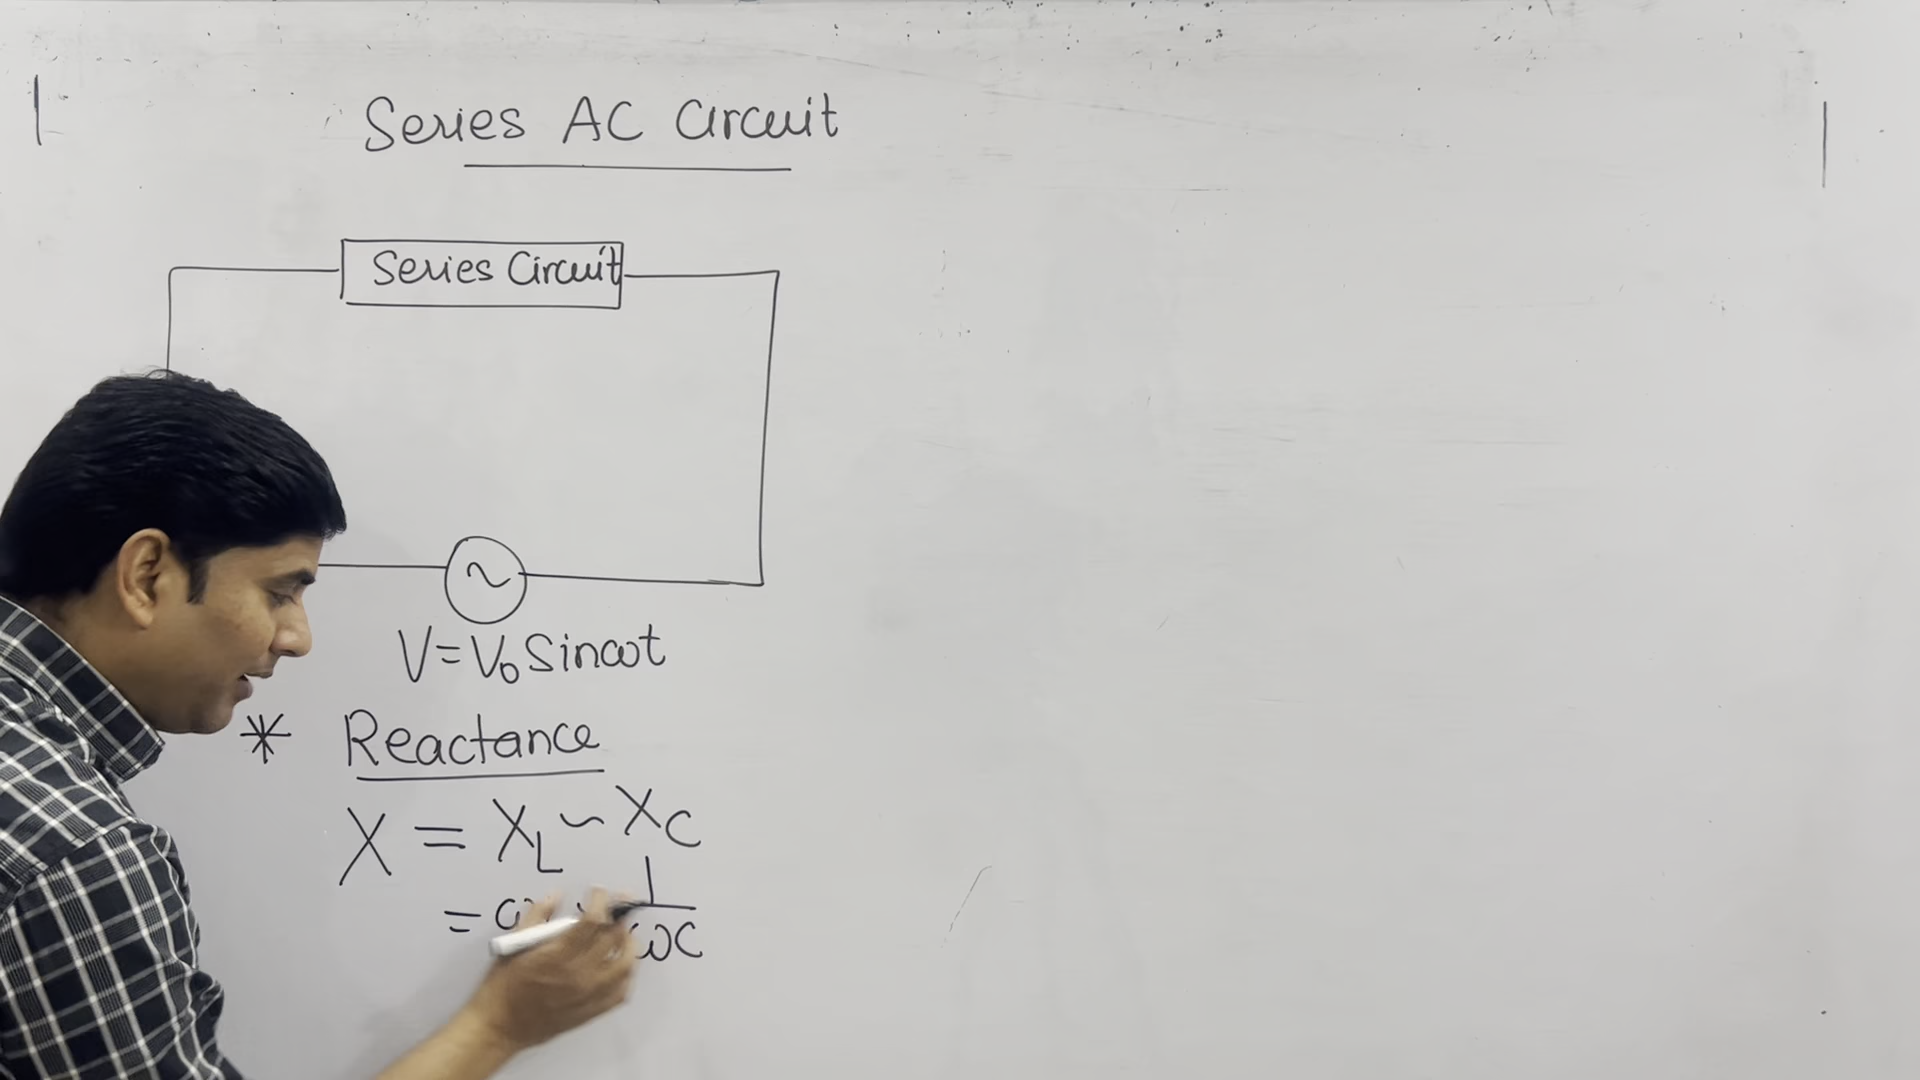 Series AC Circuit
Series Circuit
V=V₀Sinωt
* Reactance
X = X_L ~ X_C
= 1/ωC